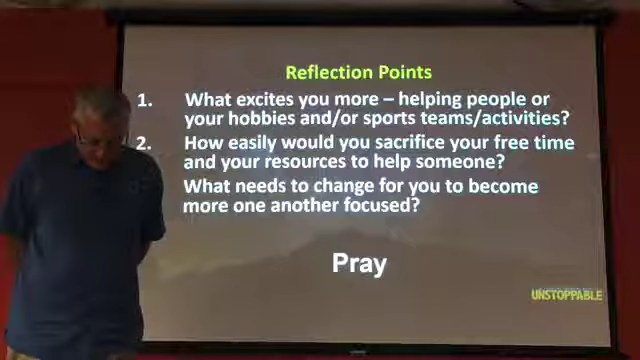 Reflection Points
1. What excites you more – helping people or
your hobbies and/or sports teams/activities?
2. How easily would you sacrifice your free time
and your resources to help someone?
What needs to change for you to become
more one another focused?
Pray
UNSTOPPABLE